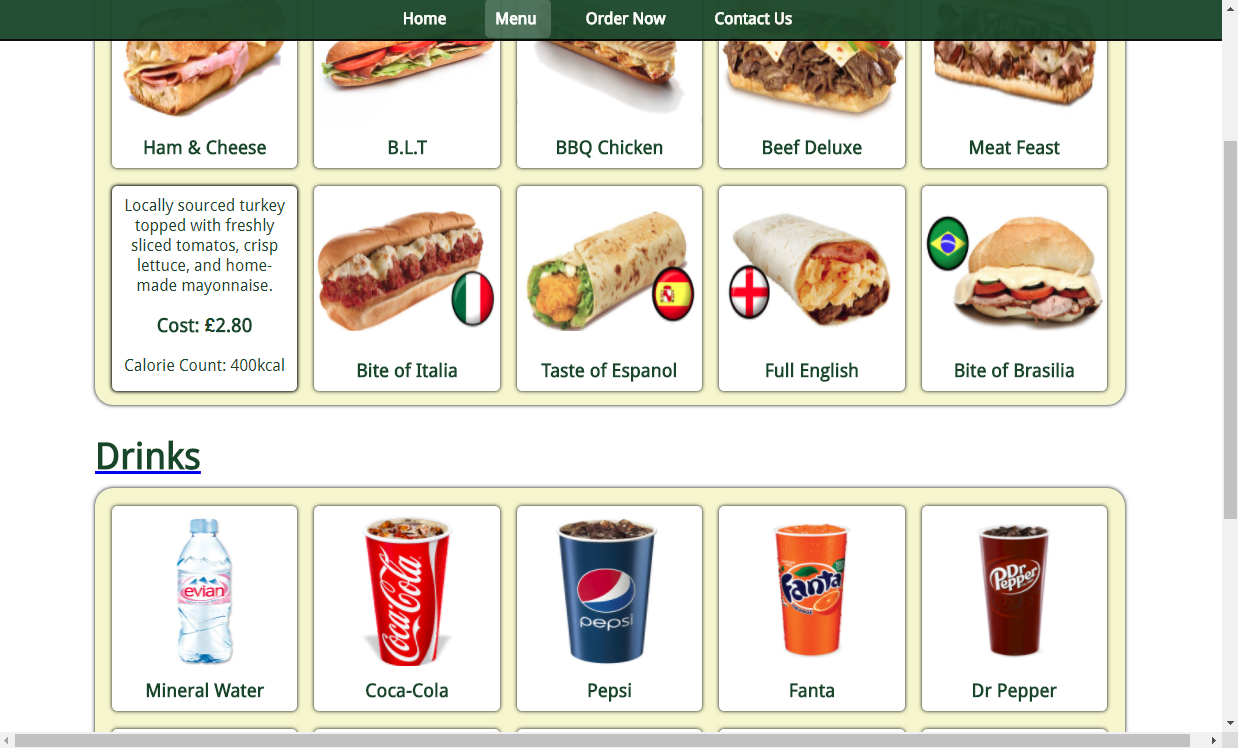 Home Menu Order Now Contact Us
Ham & Cheese B.L.T BBQ Chicken Beef Deluxe Meat Feast
Locally sourced turkey
topped with freshly
sliced tomatos, crisp
lettuce, and home-
made mayonnaise.
Cost: £2.80
Calorie Count: 400kcal
Bite of Italia Taste of Espanol Full English Bite of Brasilia
Drinks
evian
Coca-Cola
pepsi
Fanta
Dr Pepper
Mineral Water Coca-Cola Pepsi Fanta Dr Pepper